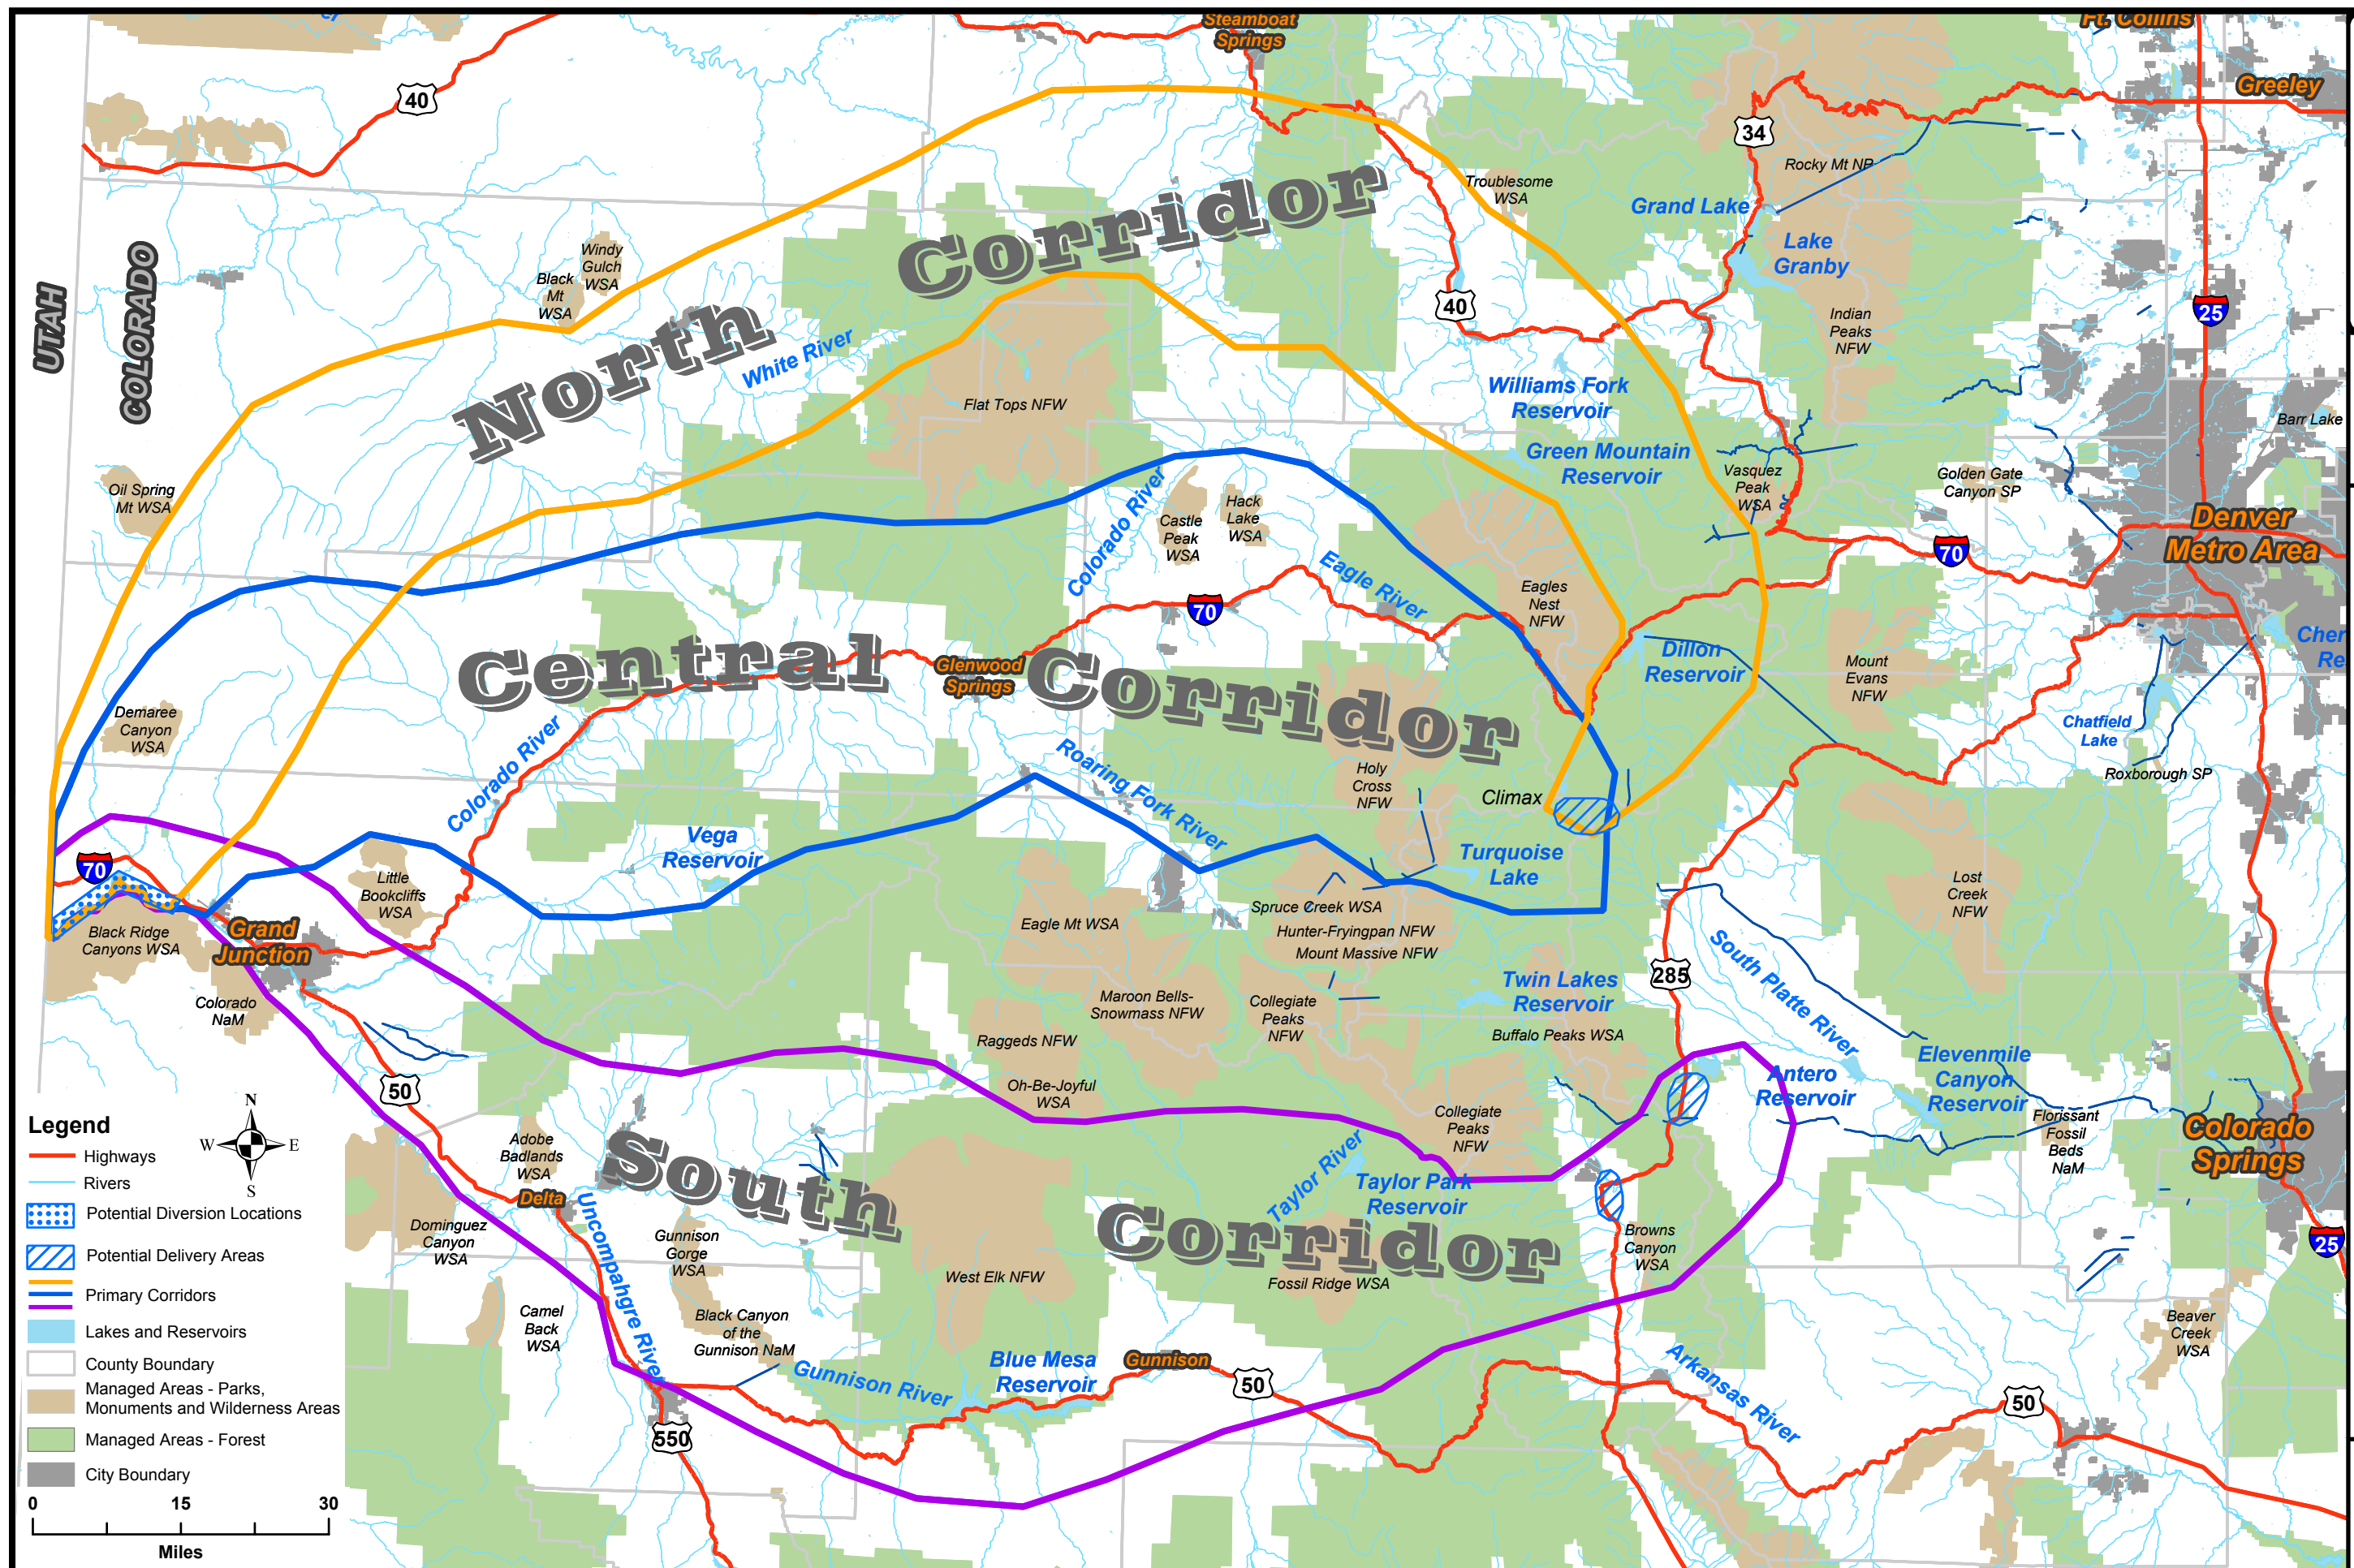 Steamboat
Springs
Ft. Collins
Greeley
40
34
Rocky Mt NP
Troublesome
WSA
Grand Lake
Lake
Granby
UTAH
COLORADO
Windy
Gulch
WSA
Black
Mt
WSA
North
Corridor
White River
40
25
Indian
Peaks
NFW
Flat Tops NFW
Williams Fork
Reservoir
Green Mountain
Reservoir
Barr Lake
Oil Spring
Mt WSA
Colorado River
Castle
Peak
WSA
Hack
Lake
WSA
Vasquez
Peak
WSA
Golden Gate
Canyon SP
Denver
Metro Area
70
Eagle River
Eagles
Nest
NFW
70
Central
Corridor
Glenwood
Springs
Dillon
Reservoir
Mount
Evans
NFW
Cher
Re
Demaree
Canyon
WSA
Chatfield
Lake
Roxborough SP
Colorado River
Roaring Fork River
Holy
Cross
NFW
Climax
Vega
Reservoir
Turquoise
Lake
70
Little
Bookcliffs
WSA
Lost
Creek
NFW
Black Ridge
Canyons WSA
Grand
Junction
Eagle Mt WSA
Spruce Creek WSA
Hunter-Fryingpan NFW
Mount Massive NFW
South Platte River
Colorado
NaM
Maroon Bells-
Snowmass NFW
Collegiate
Peaks
NFW
Twin Lakes
Reservoir
285
Raggeds NFW
Buffalo Peaks WSA
Elevenmile
Canyon
Reservoir
50
Oh-Be-Joyful
WSA
Antero
Reservoir
Collegiate
Peaks
NFW
Florissant
Fossil
Beds
NaM
Colorado
Springs
Adobe
Badlands
WSA
Delta
South
Corridor
Taylor River
Taylor Park
Reservoir
Uncompahgre River
Dominguez
Canyon
WSA
Gunnison
Gorge
WSA
Browns
Canyon
WSA
25
West Elk NFW
Fossil Ridge WSA
Camel
Back
WSA
Black Canyon
of the
Gunnison NaM
Beaver
Creek
WSA
Blue Mesa
Reservoir
Gunnison
Gunnison River
50
Arkansas River
50
550
Legend
N
W
E
S
Highways
Rivers
Potential Diversion Locations
Potential Delivery Areas
Primary Corridors
Lakes and Reservoirs
County Boundary
Managed Areas - Parks,
Monuments and Wilderness Areas
Managed Areas - Forest
City Boundary
0 15 30
Miles